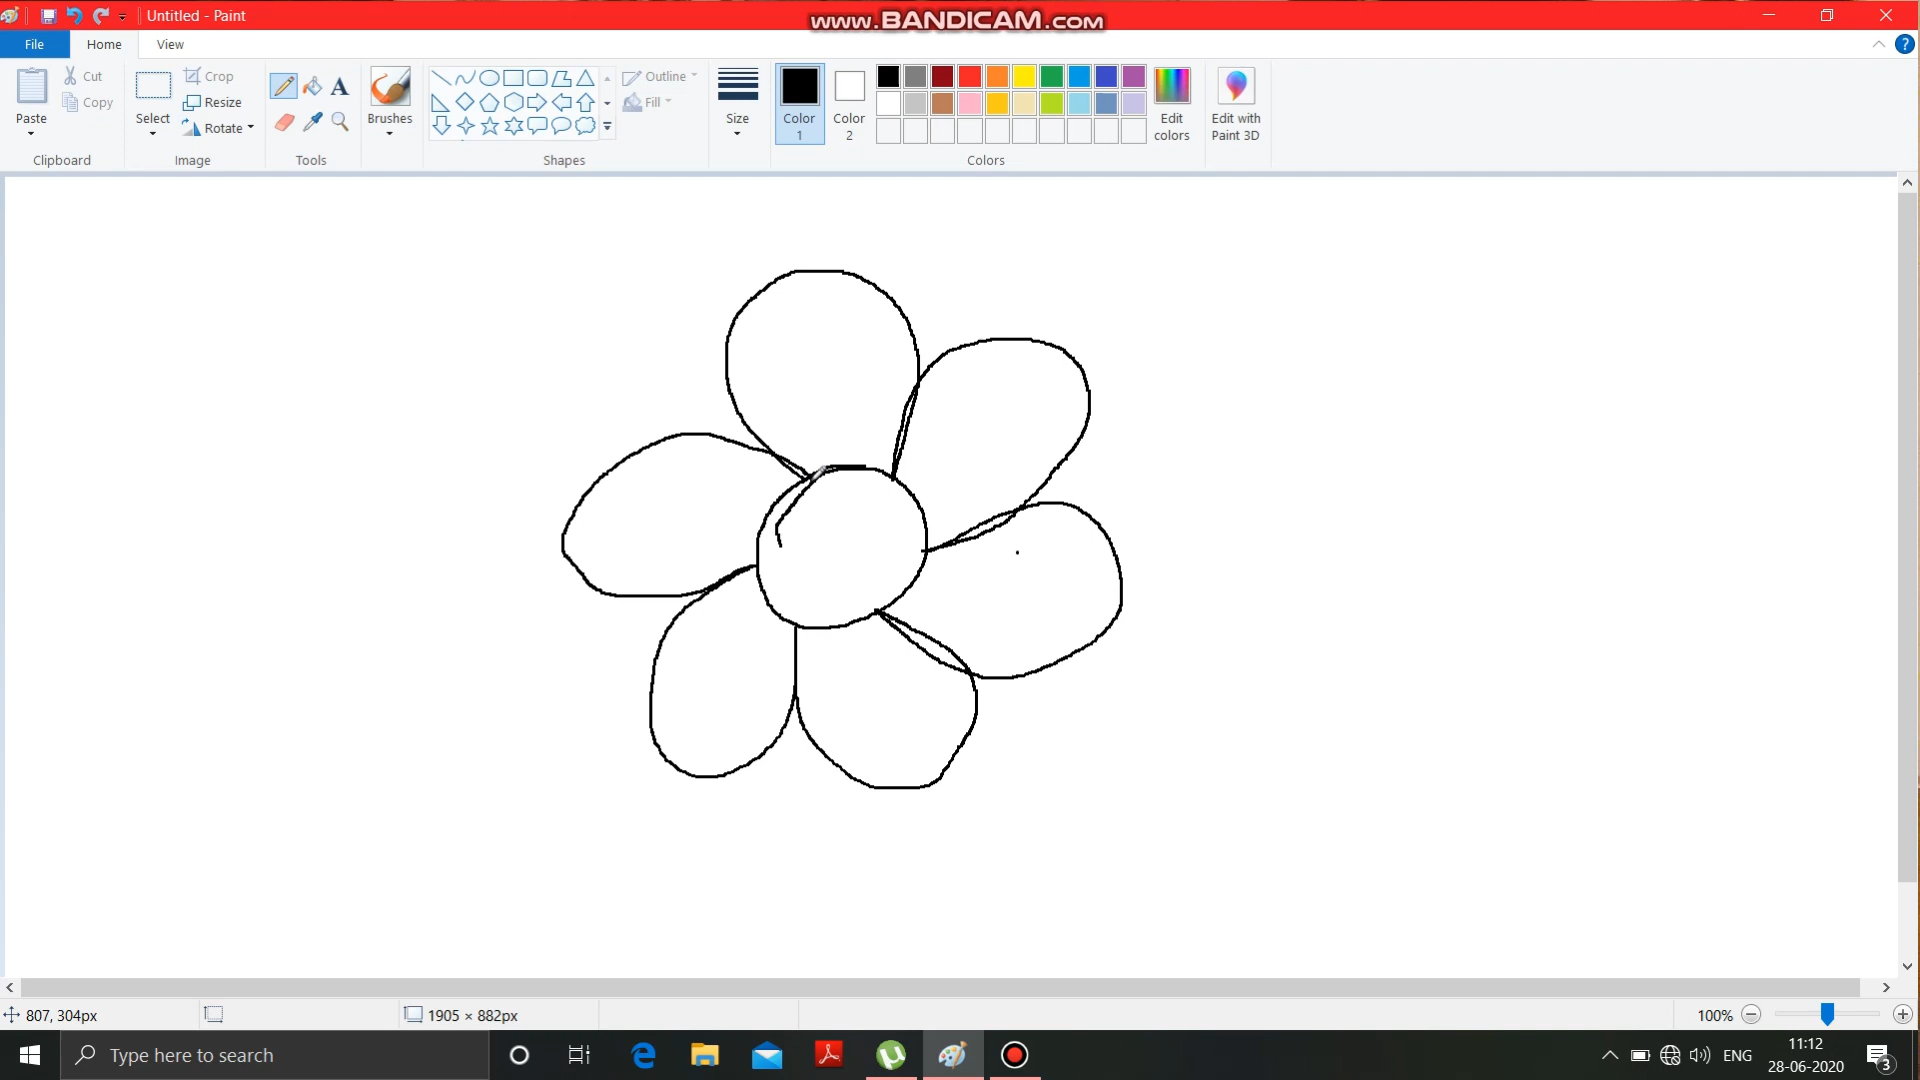 Untitled - Paint
www.BANDICAM.com
File
Home
View
Paste
Cut
Copy
Clipboard
Select
Crop
Resize
Rotate
Image
A
Tools
Brushes
Outline
Fill
Shapes
Size
Color
1
Color
2
Edit
colors
Colors
Edit with
Paint 3D
?
807, 304px
1905 × 882px
100%
Type here to search
ENG
11:12
28-06-2020
3